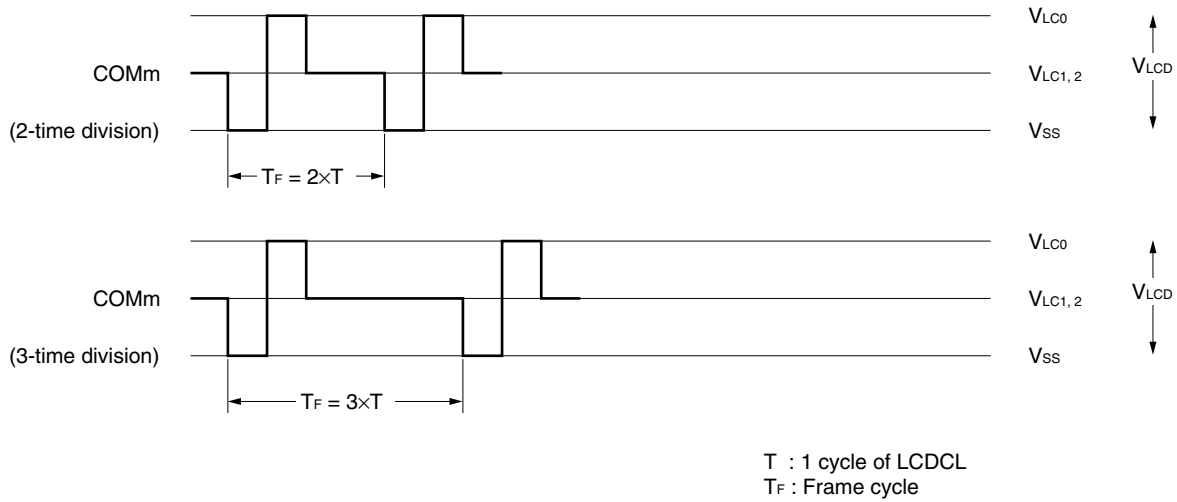 VLC0
COMm
VLC1, 2
VLCD
(2-time division)
VSS
TF = 2×T
VLC0
COMm
VLC1, 2
VLCD
(3-time division)
VSS
TF = 3×T
T : 1 cycle of LCDCL
TF : Frame cycle